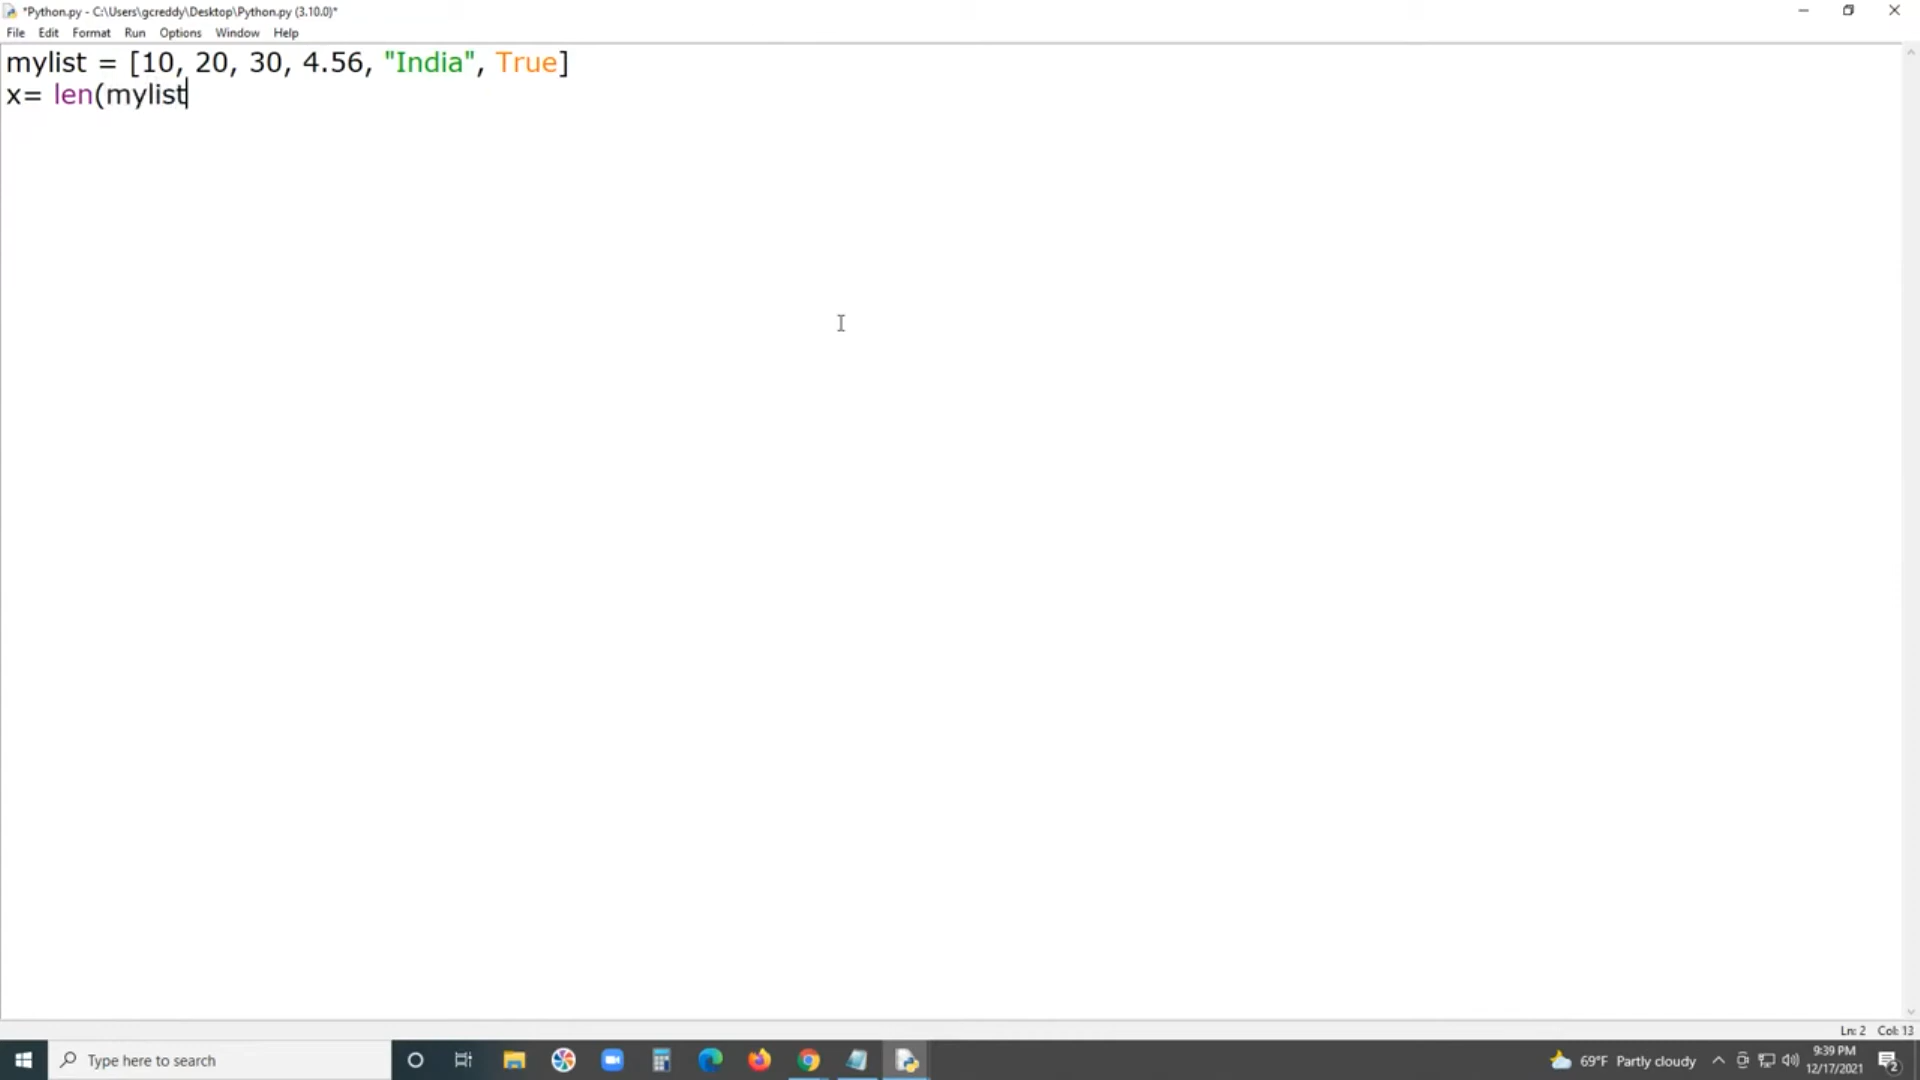 *Python.py - C:\Users\gcreddy\Desktop\Python.py (3.10.0)*
File Edit Format Run Options Window Help
mylist = [10, 20, 30, 4.56, "India", True]
x= len(mylist
Ln: 2 Col: 13
Type here to search
69°F Partly cloudy
9:39 PM
12/17/2021
2